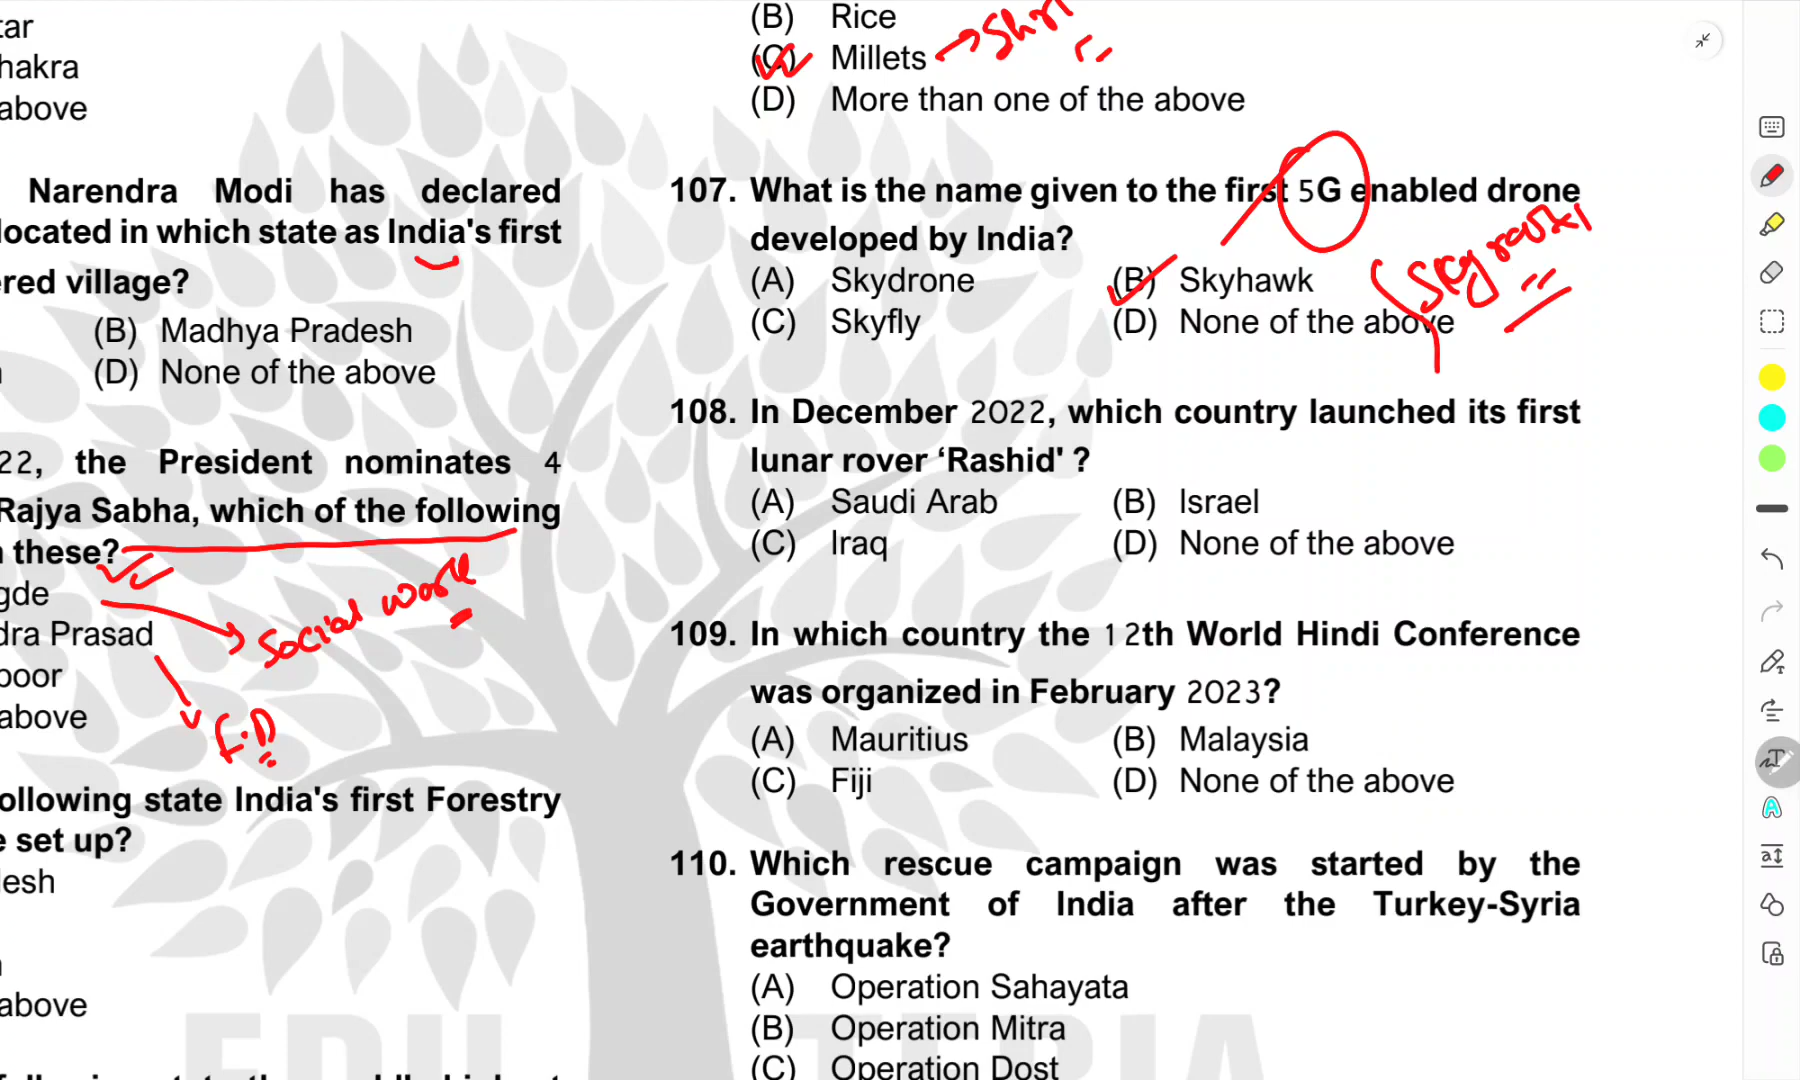 tar
hakra
above
Narendra Modi has declared
located in which state as India's first
red village?
(B) Madhya Pradesh
(D) None of the above
22, the President nominates 4
Rajya Sabha, which of the following
these?
gde
Social work
dra Prasad
poor
above
F.D
ollowing state India's first Forestry
e set up?
lesh
above
(B) Rice
(C) Millets
(D) More than one of the above
107. What is the name given to the first 5G enabled drone
developed by India?
(A) Skydrone (B) Skyhawk
(C) Skyfly (D) None of the above
108. In December 2022, which country launched its first
lunar rover ‘Rashid' ?
(A) Saudi Arab (B) Israel
(C) Iraq (D) None of the above
109. In which country the 12th World Hindi Conference
was organized in February 2023?
(A) Mauritius (B) Malaysia
(C) Fiji (D) None of the above
110. Which rescue campaign was started by the
Government of India after the Turkey-Syria
earthquake?
(A) Operation Sahayata
(B) Operation Mitra
(C) Operation Dost